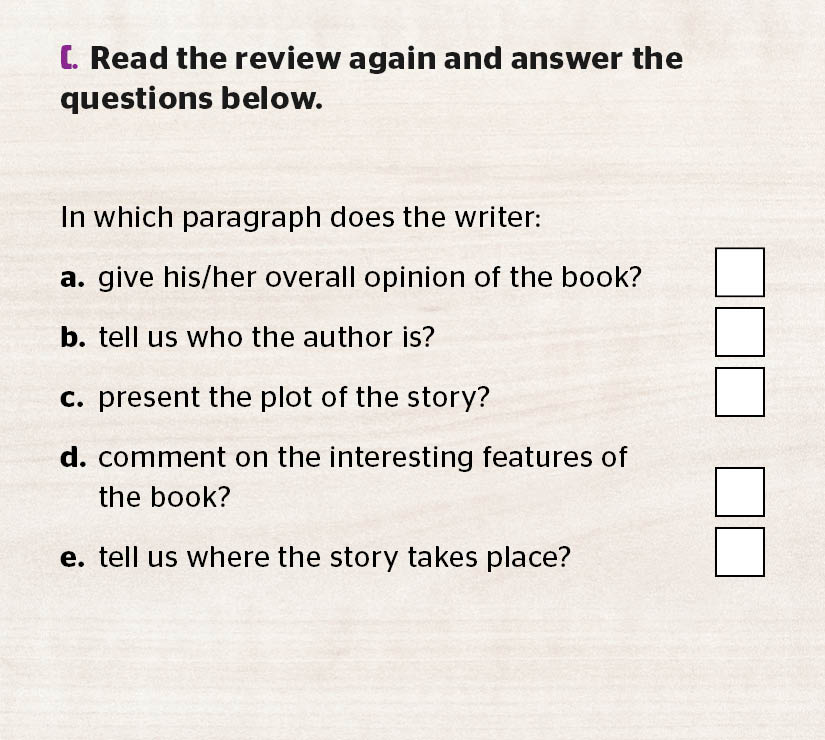 C. Read the review again and answer the
questions below.
In which paragraph does the writer:
a. give his/her overall opinion of the book?
b. tell us who the author is?
c. present the plot of the story?
d. comment on the interesting features of
the book?
e. tell us where the story takes place?